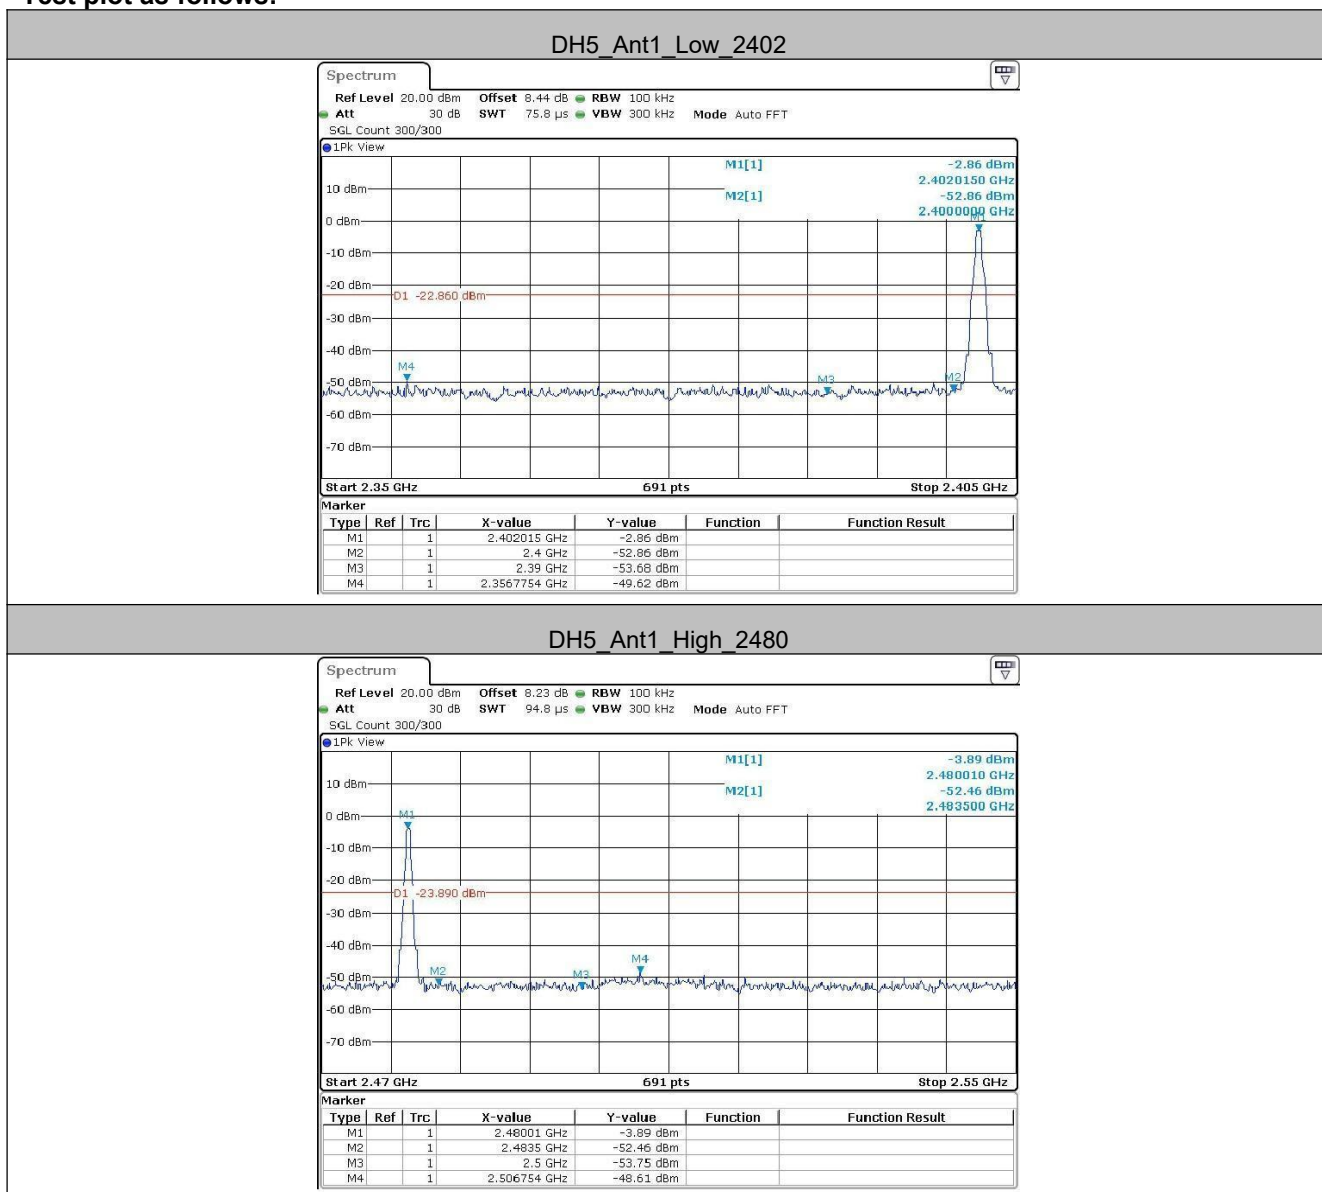 Test plot as follows:
DH5_Ant1_Low_2402
Spectrum
Ref Level 20.00 dBm Offset 8.44 dB RBW 100 kHz
Att 30 dB SWT 75.8 µs VBW 300 kHz Mode Auto FFT
SGL Count 300/300
1Pk View
M1[1] -2.86 dBm
2.4020150 GHz
10 dBm
M2[1] -52.86 dBm
2.4000000 GHz
M1
0 dBm
-10 dBm
-20 dBm
D1 -22.860 dBm
-30 dBm
-40 dBm
M4
M3
M2
-50 dBm
-60 dBm
-70 dBm
Start 2.35 GHz 691 pts Stop 2.405 GHz
Marker
Type Ref Trc X-value Y-value Function Function Result
M1 1 2.402015 GHz -2.86 dBm
M2 1 2.4 GHz -52.86 dBm
M3 1 2.39 GHz -53.68 dBm
M4 1 2.3567754 GHz -49.62 dBm
DH5_Ant1_High_2480
Spectrum
Ref Level 20.00 dBm Offset 8.23 dB RBW 100 kHz
Att 30 dB SWT 94.8 µs VBW 300 kHz Mode Auto FFT
SGL Count 300/300
1Pk View
M1[1] -3.89 dBm
2.480010 GHz
10 dBm
M2[1] -52.46 dBm
2.483500 GHz
0 dBm
M1
-10 dBm
-20 dBm
D1 -23.890 dBm
-30 dBm
-40 dBm
M4
M2
M3
-50 dBm
-60 dBm
-70 dBm
Start 2.47 GHz 691 pts Stop 2.55 GHz
Marker
Type Ref Trc X-value Y-value Function Function Result
M1 1 2.48001 GHz -3.89 dBm
M2 1 2.4835 GHz -52.46 dBm
M3 1 2.5 GHz -53.75 dBm
M4 1 2.506754 GHz -48.61 dBm